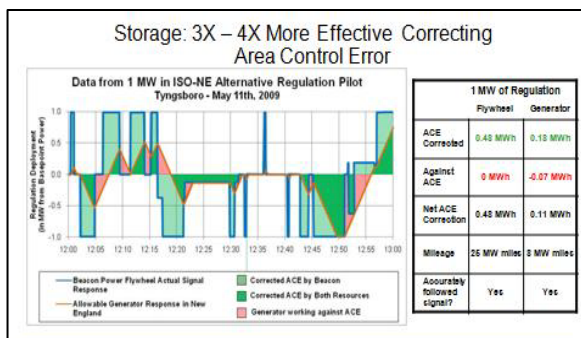 Storage: 3X – 4X More Effective Correcting
Area Control Error
Data from 1 MW in ISO-NE Alternative Regulation Pilot
Tyngsboro - May 11th, 2009
Regulation Deployment
(in MW from Basepoint Power)
1.0
0.5
0.0
-0.5
-1.0
12:00 12:05 12:10 12:15 12:20 12:25 12:30 12:35 12:40 12:45 12:50 12:55 13:00
Beacon Power Flywheel Actual Signal
Response
Allowable Generator Response in New
England
Corrected ACE by Beacon
Corrected ACE by Both Resources
Generator working against ACE
1 MW of Regulation
Flywheel Generator
ACE
Corrected
0.48 MWh 0.18 MWh
Against
ACE
0 MWh -0.07 MWh
Net ACE
Correction
0.48 MWh 0.11 MWh
Mileage 25 MW miles 8 MW miles
Accurately
followed
signal?
Yes Yes